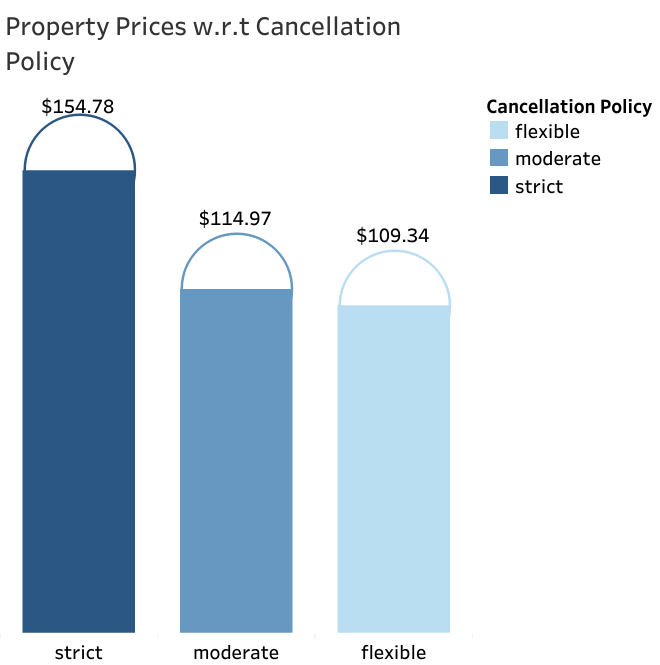 Property Prices w.r.t Cancellation
Policy
$154.78
$114.97
$109.34
Cancellation Policy
flexible
moderate
strict
strict
moderate
flexible